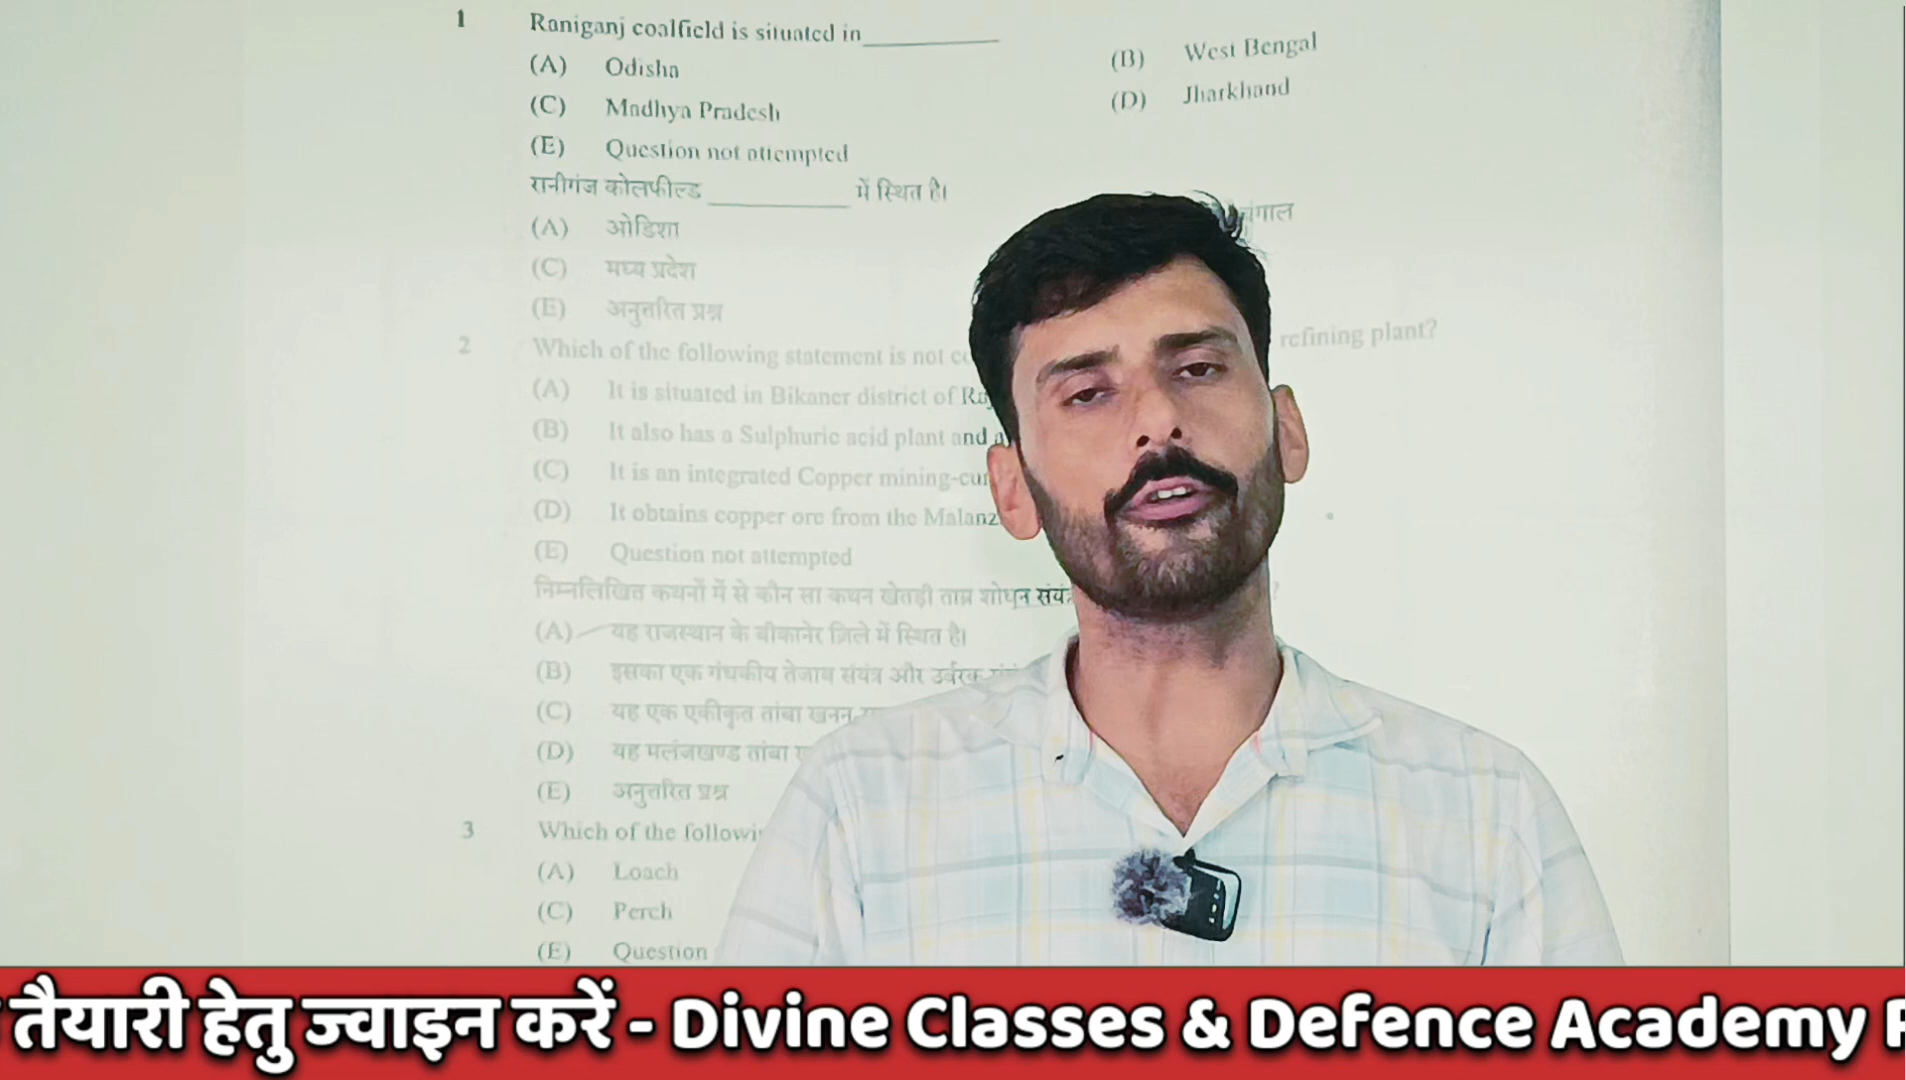 1 Raniganj coalfield is situated in__________
(A) Odisha (B) West Bengal
(C) Madhya Pradesh (D) Jharkhand
(E) Question not attempted
रानीगंज कोलफील्ड __________ में स्थित है।
(A) ओडिशा बंगाल
(C) मध्य प्रदेश
(E) अनुत्तरित प्रश्न
2 Which of the following statement is not refining plant?
(A) It is situated in Bikaner district of
(B) It also has a Sulphuric acid plant and
(C) It is an integrated Copper
(D) It obtains copper ore from the
(E) Question not attempted
निम्नलिखित कथनों में से कौन सा कथन खेतड़ी ताम्र शोधन ?
(A) यह राजस्थान के बीकानेर ज़िले में स्थित है।
(B) इसका एक गंधकीय तेजाब संयंत्र और उर्वरक
(C) यह एक एकीकृत तांबा खनन
(D) यह मलंजखण्ड तांबा
(E) अनुत्तरित प्रश्न
3 Which of the
(A) Loach
(C) Perch
(E) Question
तैयारी हेतु ज्वाइन करें - Divine Classes & Defence Academy